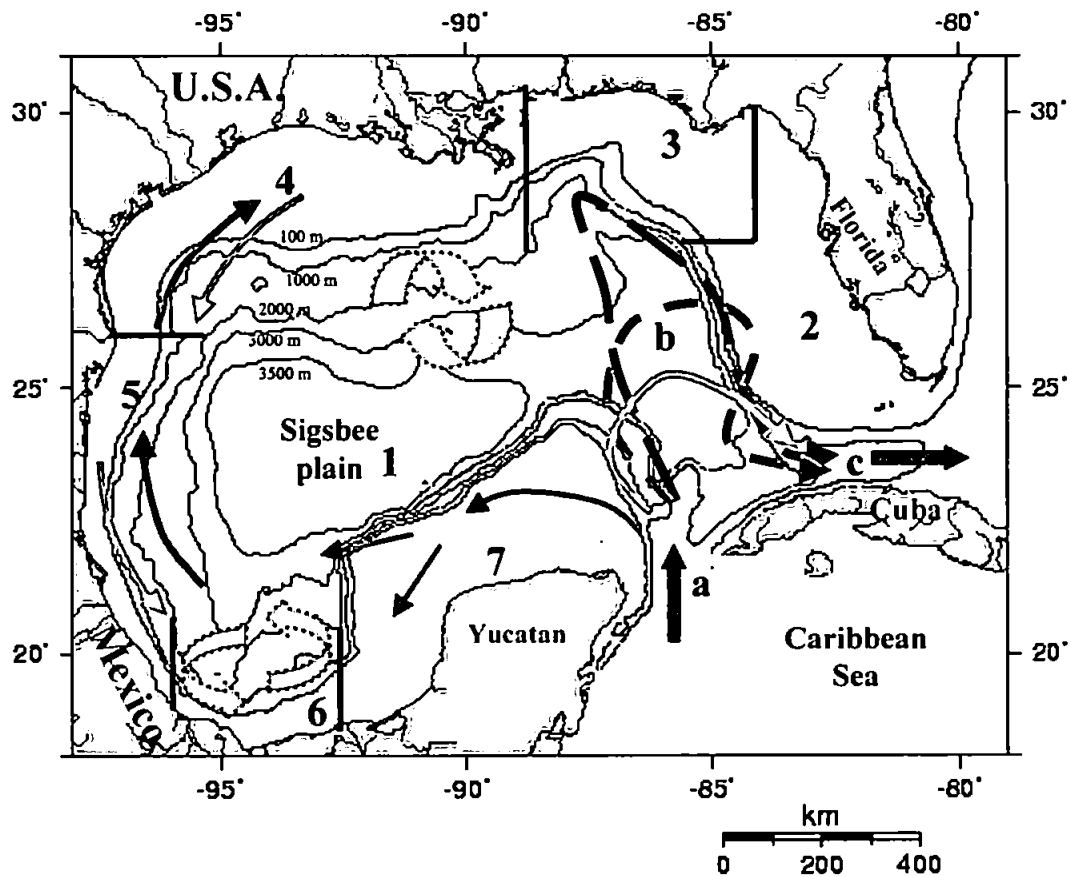 -95° -90° -85° -80°
U.S.A.
30° 30°
3
4
Florida
100 m
1000 m
2000 m
b 2
3000 m
25° 5 25°
3500 m
Sigsbee
plain 1
c
Cuba
7
a
Yucatan
Caribbean
Sea
20° 20°
Mexico
6
-95° -90° -85° -80°
km
0 200 400